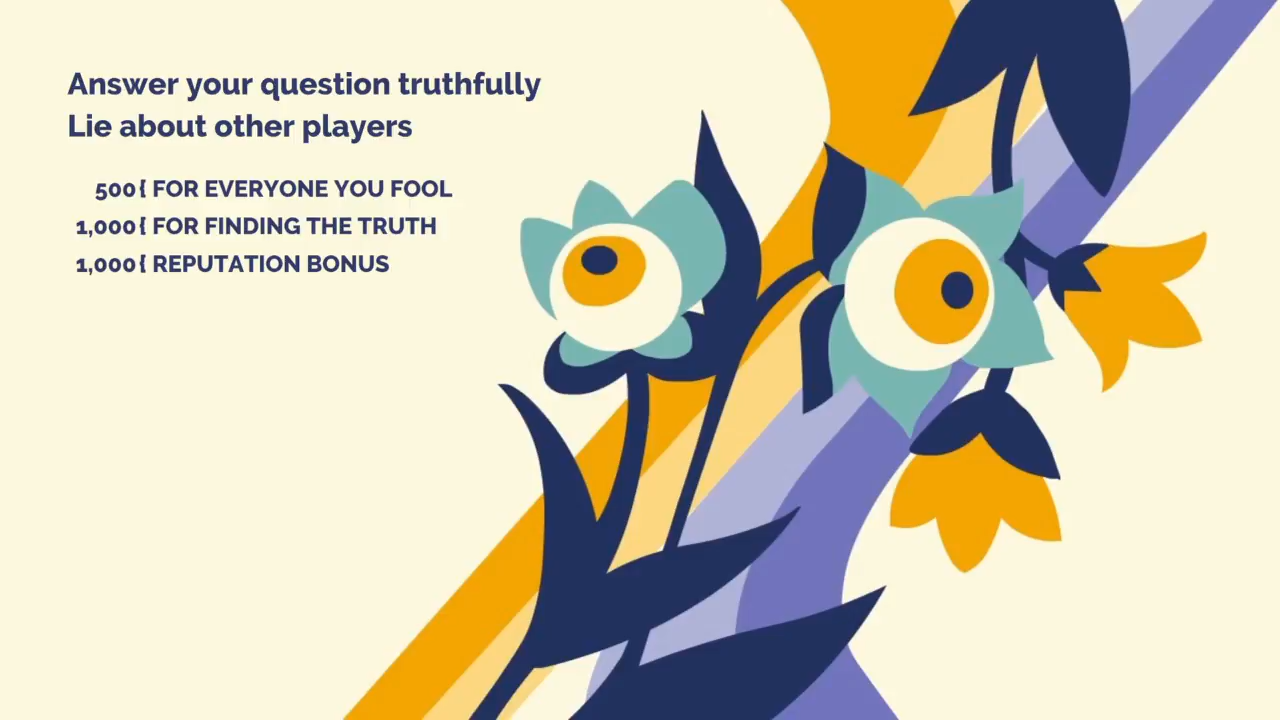 Answer your question truthfully
Lie about other players
500{ FOR EVERYONE YOU FOOL
1,000{ FOR FINDING THE TRUTH
1,000{ REPUTATION BONUS